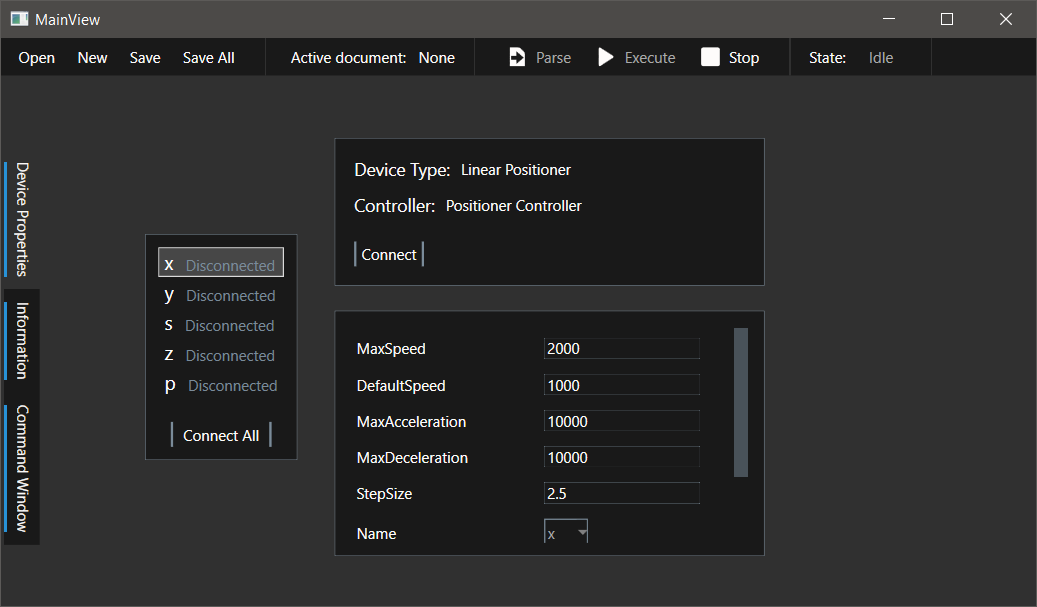 MainView
Open New Save Save All Active document: None Parse Execute Stop State: Idle
Device Properties
Information
Command Window
x Disconnected
y Disconnected
s Disconnected
z Disconnected
p Disconnected
Connect All
Device Type: Linear Positioner
Controller: Positioner Controller
Connect
MaxSpeed 2000
DefaultSpeed 1000
MaxAcceleration 10000
MaxDeceleration 10000
StepSize 2.5
Name x